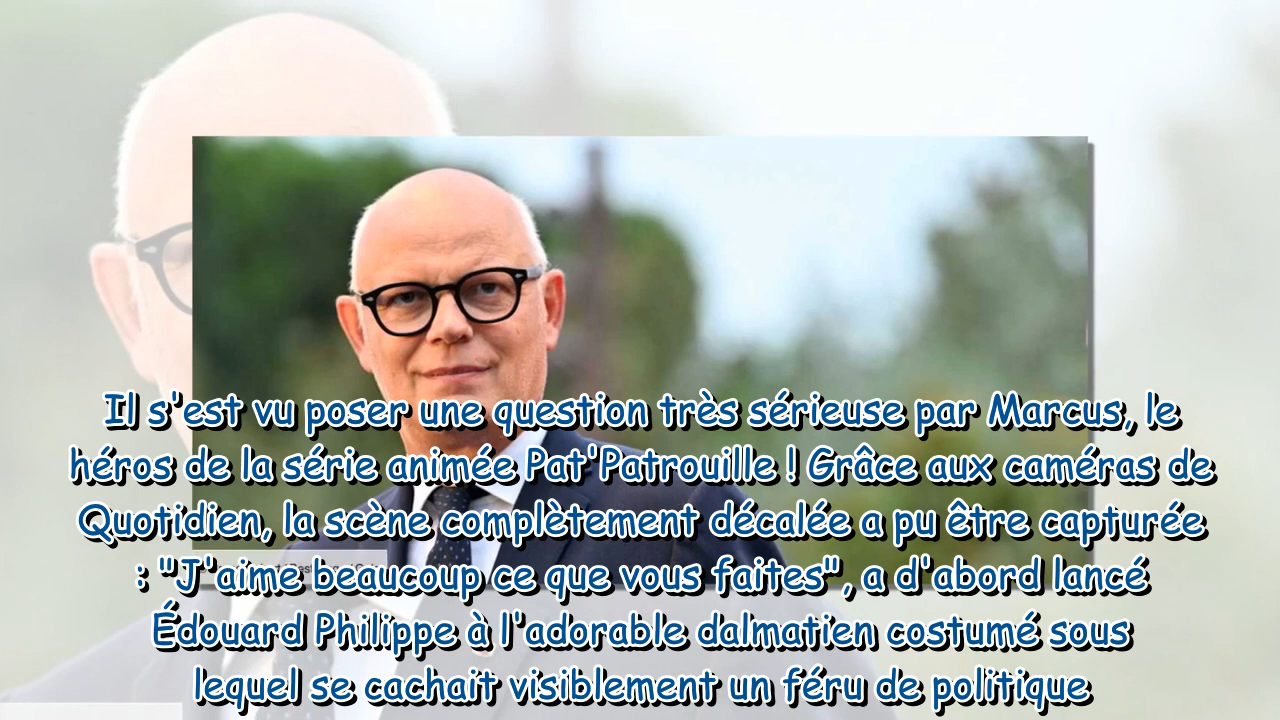 Il s'est vu poser une question très sérieuse par Marcus, le
héros de la série animée Pat'Patrouille ! Grâce aux caméras de
Quotidien, la scène complètement décalée a pu être capturée
: "J'aime beaucoup ce que vous faites", a d'abord lancé
Édouard Philippe à l'adorable dalmatien costumé sous
lequel se cachait visiblement un féru de politique